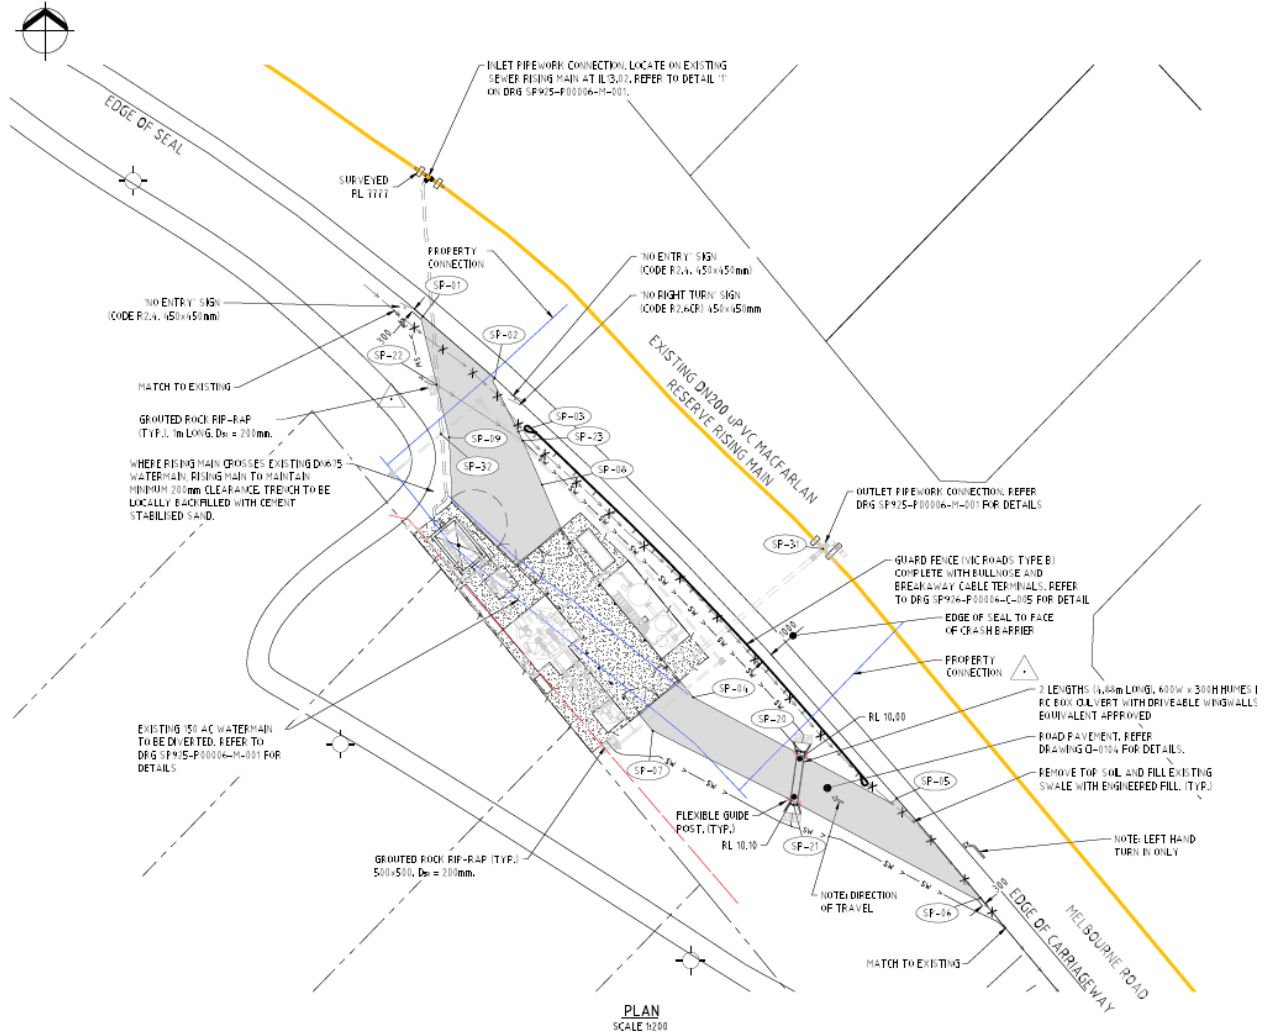 INLET PIPEWORK CONNECTION. LOCATE ON EXISTING
SEWER RISING MAIN AT IL 13.02, REFER TO DETAIL '1'
ON DRG SP925-P00006-M-001.
EDGE OF SEAL
SURVEYED
RL ????
PROPERTY
CONNECTION
'NO ENTRY' SIGN
(CODE R2.4. 450x450mm)
SP-01
'NO RIGHT TURN' SIGN
(CODE R2.6(R) 450x450mm
'NO ENTRY' SIGN
(CODE R2.4. 450x450mm)
300
SP-02
SP-22
MATCH TO EXISTING
EXISTING DN200 uPVC MACFARLAN
RESERVE RISING MAIN
GROUTED ROCK RIP-RAP
(TYP.). 1m LONG. D50 = 200mm.
SP-03
SP-23
SP-09
SP-32
SP-08
WHERE RISING MAIN CROSSES EXISTING DN675
WATERMAIN, RISING MAIN TO MAINTAIN
MINIMUM 200mm CLEARANCE. TRENCH TO BE
LOCALLY BACKFILLED WITH CEMENT
STABILISED SAND.
OUTLET PIPEWORK CONNECTION. REFER
DRG SP925-P00006-M-001 FOR DETAILS
SP-31
GUARD FENCE (VICROADS TYPE B)
COMPLETE WITH BULLNOSE AND
BREAKAWAY CABLE TERMINALS. REFER
TO DRG SP926-P00006-C-005 FOR DETAIL
EDGE OF SEAL TO FACE
OF CRASH BARRIER
1000
PROPERTY
CONNECTION
SP-04
2 LENGTHS (4.88m LONG), 600W x 300H HUMES
RC BOX CULVERT WITH DRIVEABLE WINGWALLS
EQUIVALENT APPROVED
SP-20
RL 10.00
EXISTING 150 AC WATERMAIN
TO BE DIVERTED. REFER TO
DRG SP925-P00006-M-001 FOR
DETAILS
ROAD PAVEMENT. REFER
DRAWING CI-0104 FOR DETAILS.
SP-07
SP-05
REMOVE TOP SOIL AND FILL EXISTING
SWALE WITH ENGINEERED FILL. (TYP.)
FLEXIBLE GUIDE
POST. (TYP.)
RL 10.10
SP-21
NOTE: LEFT HAND
TURN IN ONLY
GROUTED ROCK RIP-RAP (TYP.)
500x500. D50 = 200mm.
NOTE: DIRECTION
OF TRAVEL
300
SP-06
EDGE OF CARRIAGEWAY
MELBOURNE ROAD
MATCH TO EXISTING
PLAN
SCALE 1:200